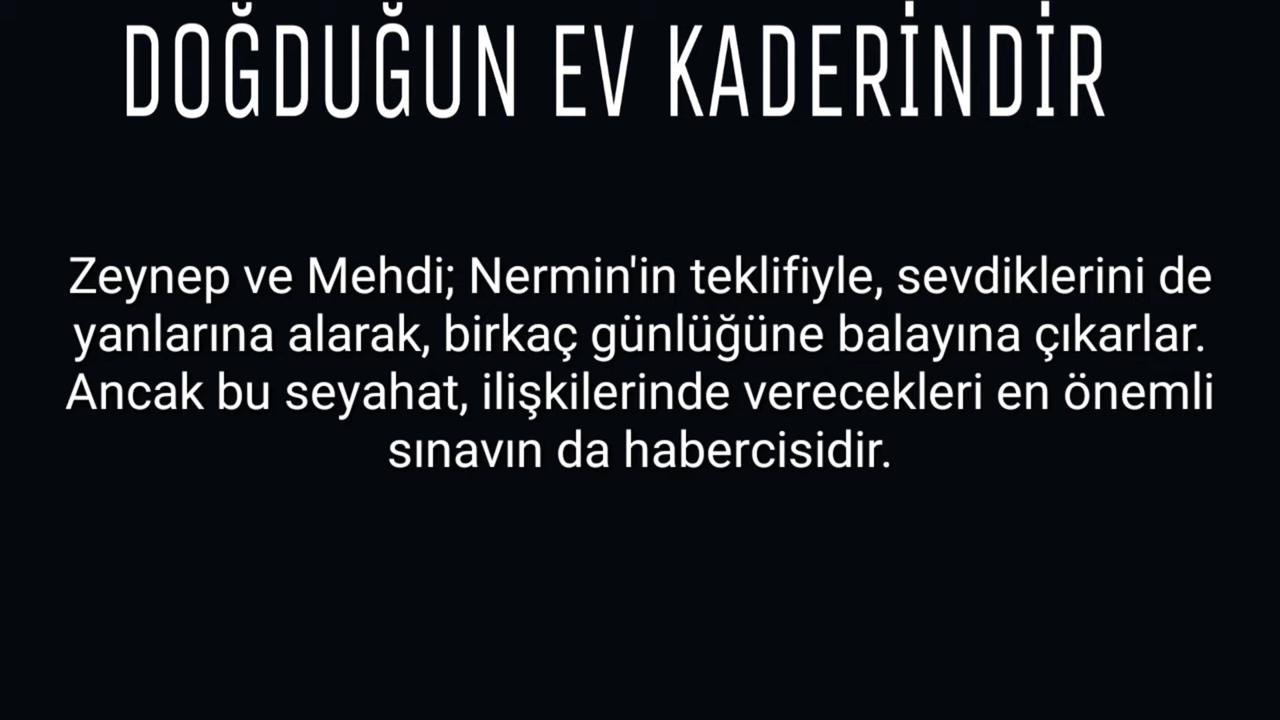 DOĞDUĞUN EV KADERİNDİR
Zeynep ve Mehdi; Nermin'in teklifiyle, sevdiklerini de
yanlarına alarak, birkaç günlüğüne balayına çıkarlar.
Ancak bu seyahat, ilişkilerinde verecekleri en önemli
sınavın da habercisidir.